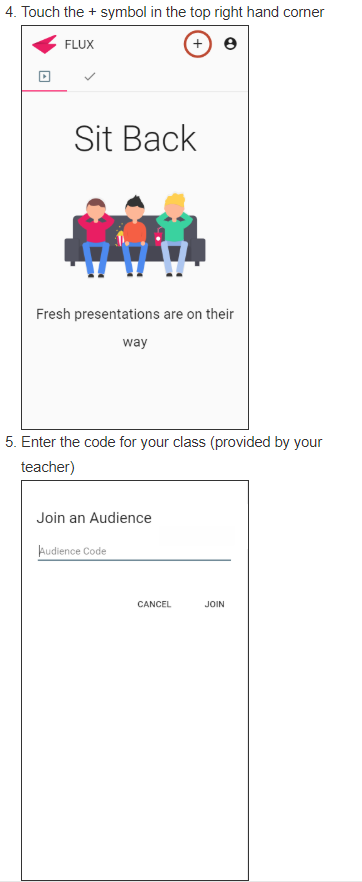 4. Touch the + symbol in the top right hand corner
FLUX
Sit Back
Fresh presentations are on their
way
5. Enter the code for your class (provided by your
teacher)
Join an Audience
Audience Code
CANCEL JOIN